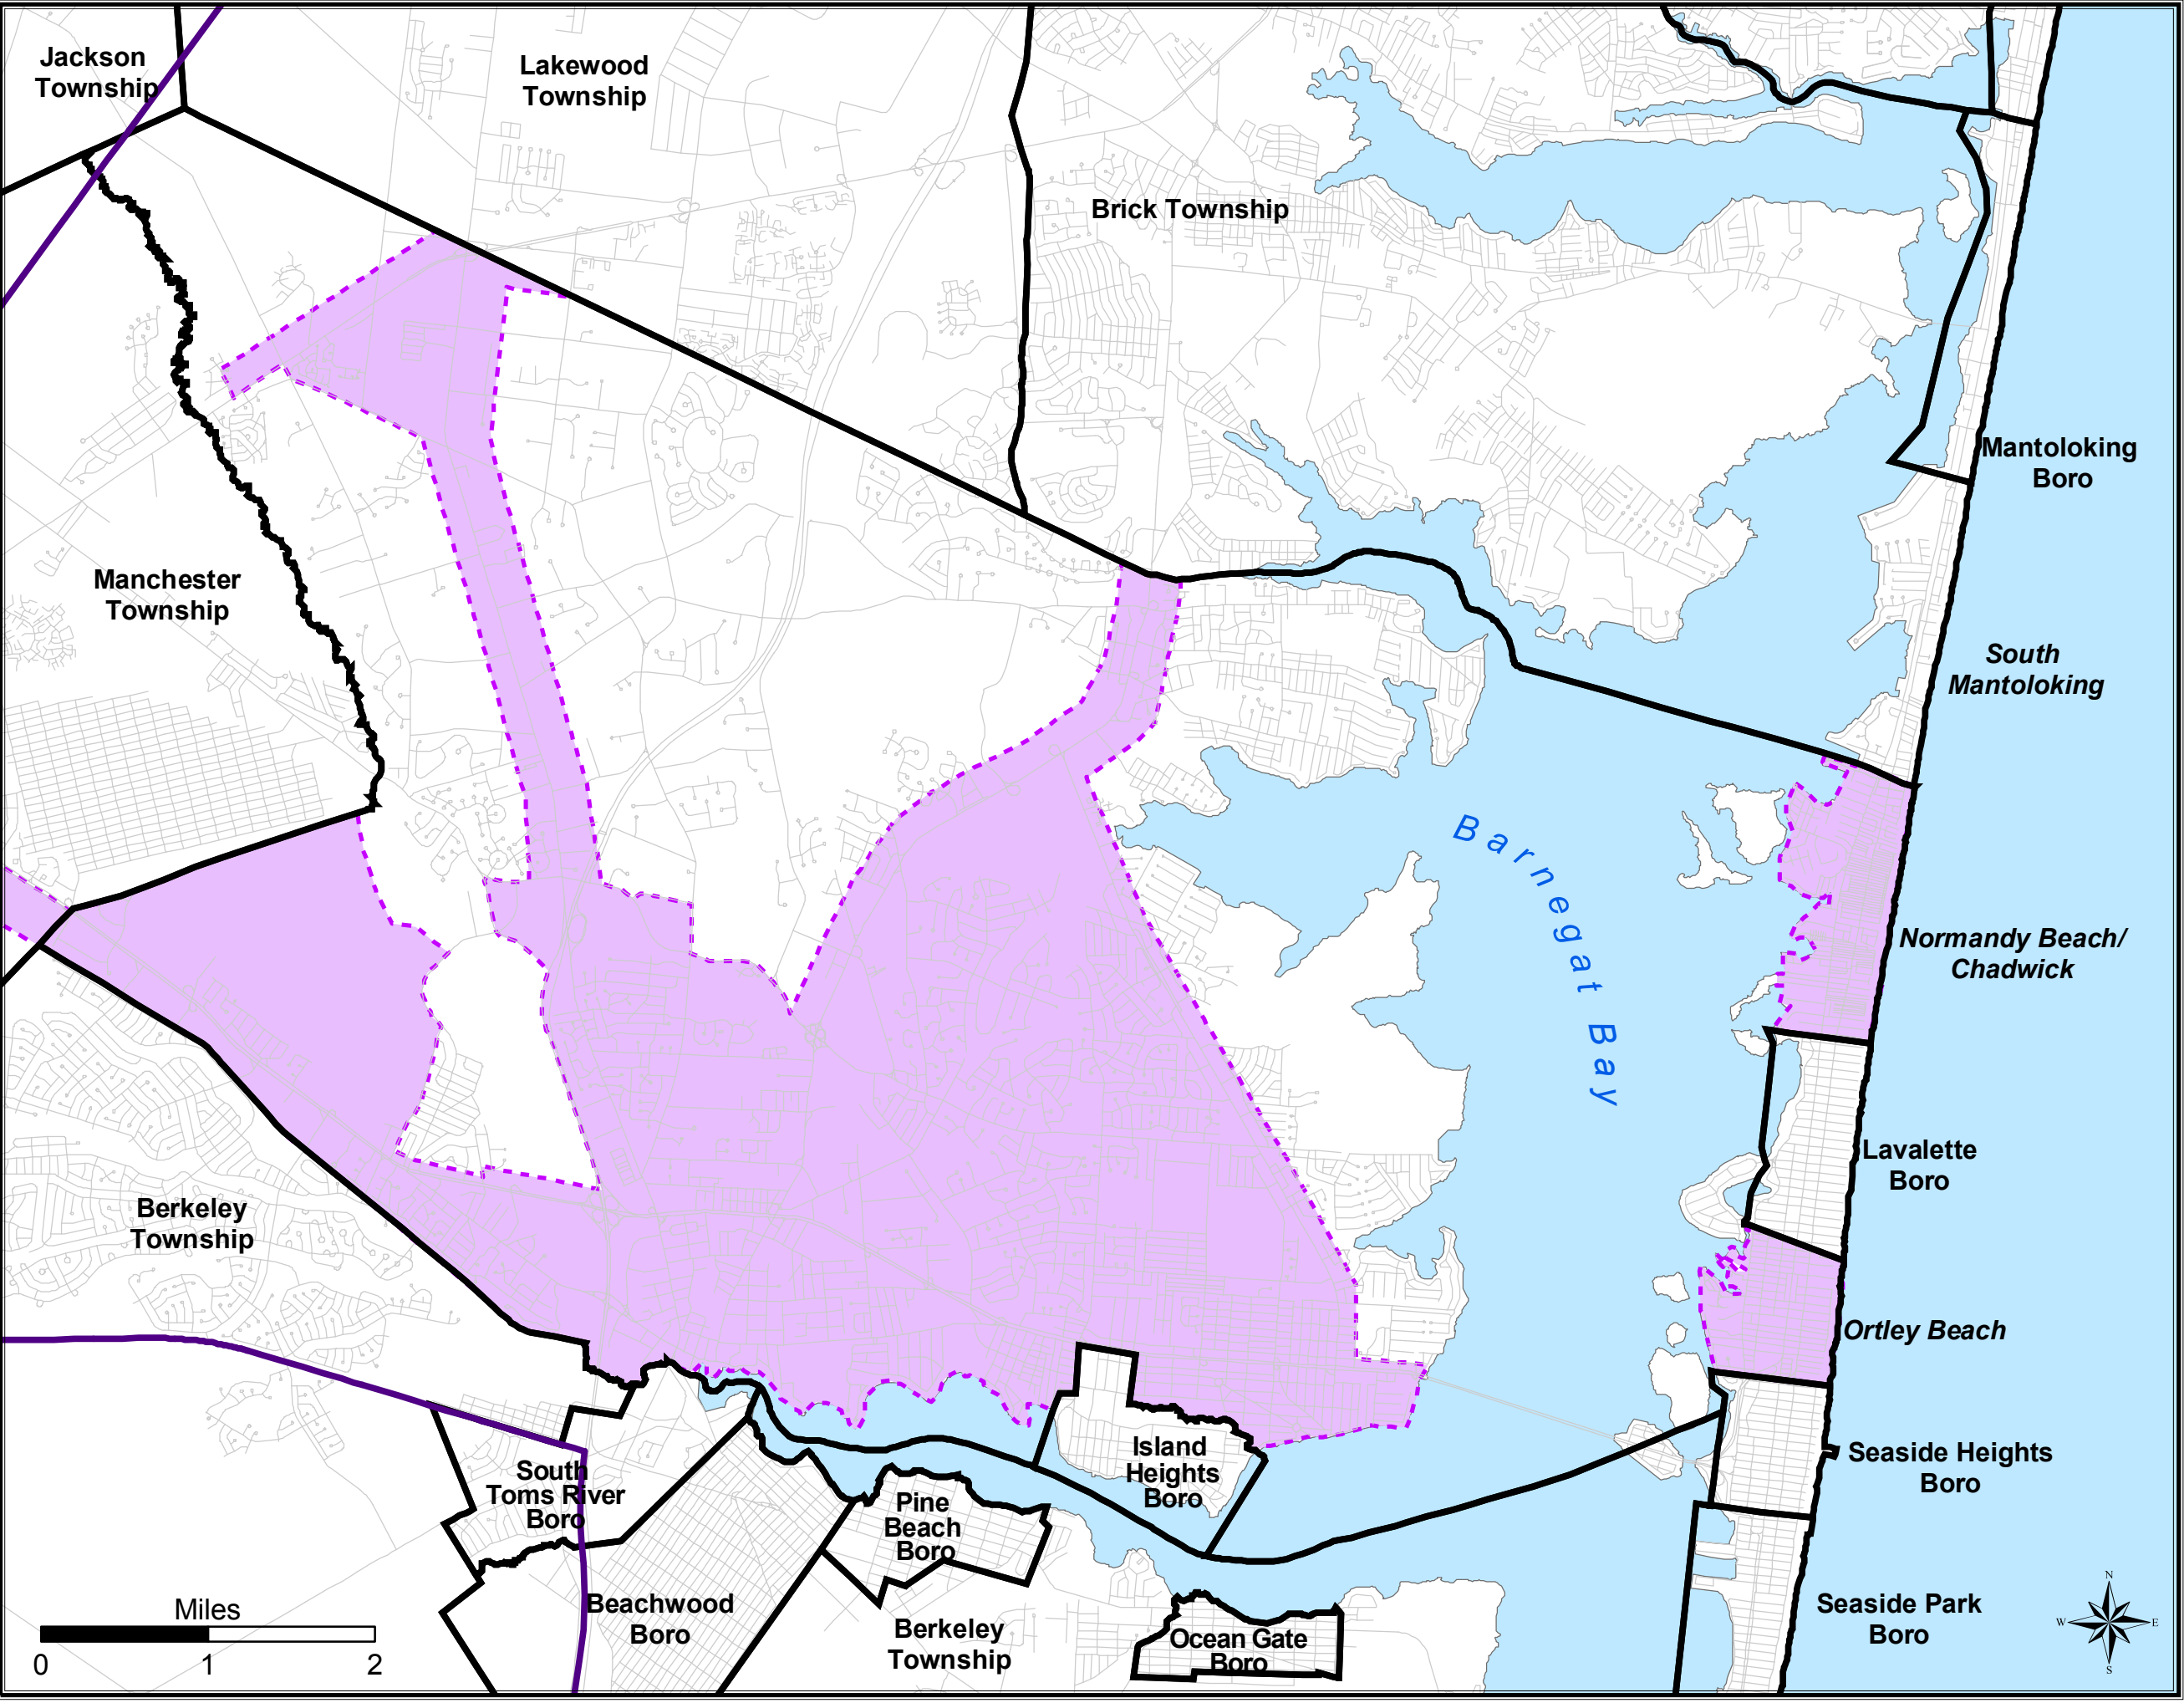 Jackson
Township
Lakewood
Township
Brick Township
Mantoloking
Boro
Manchester
Township
South
Mantoloking
Barnegat Bay
Normandy Beach/
Chadwick
Lavalette
Boro
Berkeley
Township
Ortley Beach
Island
Heights
Boro
Seaside Heights
Boro
South
Toms River
Boro
Pine
Beach
Boro
Beachwood
Boro
Berkeley
Township
Ocean Gate
Boro
Seaside Park
Boro
Miles
0 1 2
N
W E
S